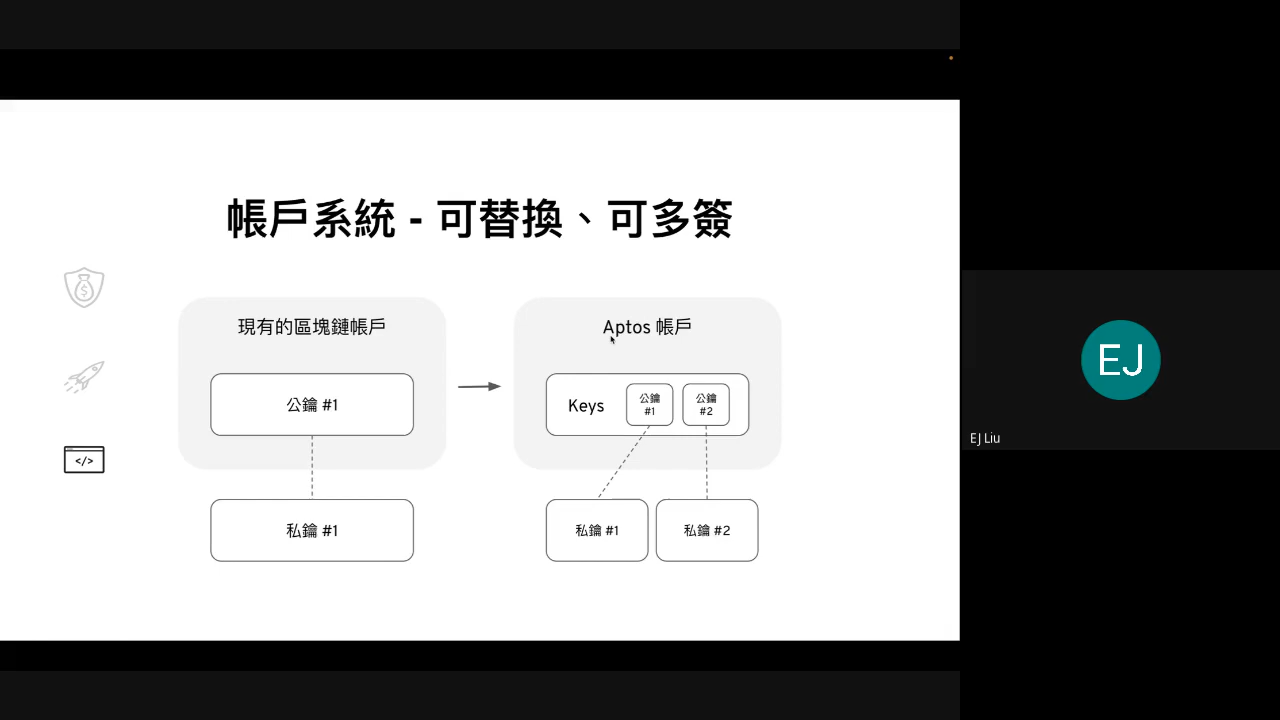 帳戶系統 - 可替換、可多簽
現有的區塊鏈帳戶
公鑰 #1
私鑰 #1
Aptos 帳戶
Keys
公鑰
#1
公鑰
#2
私鑰 #1
私鑰 #2
$
</>
EJ
EJ Liu